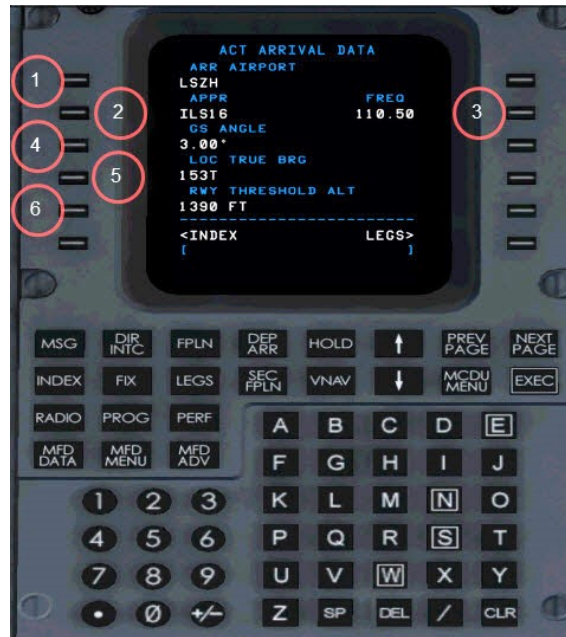 ACT ARRIVAL DATA
ARR AIRPORT
1
LSZH
APPR FREQ
2 3
ILS16 110.50
GS ANGLE
4
3.00°
LOC TRUE BRG
5
153T
RWY THRESHOLD ALT
6
1390 FT
------------------------
<INDEX LEGS>
[ ]
MSG DIR INTC FPLN DEP ARR HOLD ↑ PREV PAGE NEXT PAGE
INDEX FIX LEGS SEC FPLN VNAV ↓ MCDU MENU EXEC
RADIO PROG PERF
MFD DATA MFD MENU MFD ADV
A B C D E
F G H I J
1 2 3 K L M N O
4 5 6 P Q R S T
7 8 9 U V W X Y
• Ø +/- Z SP DEL / CLR